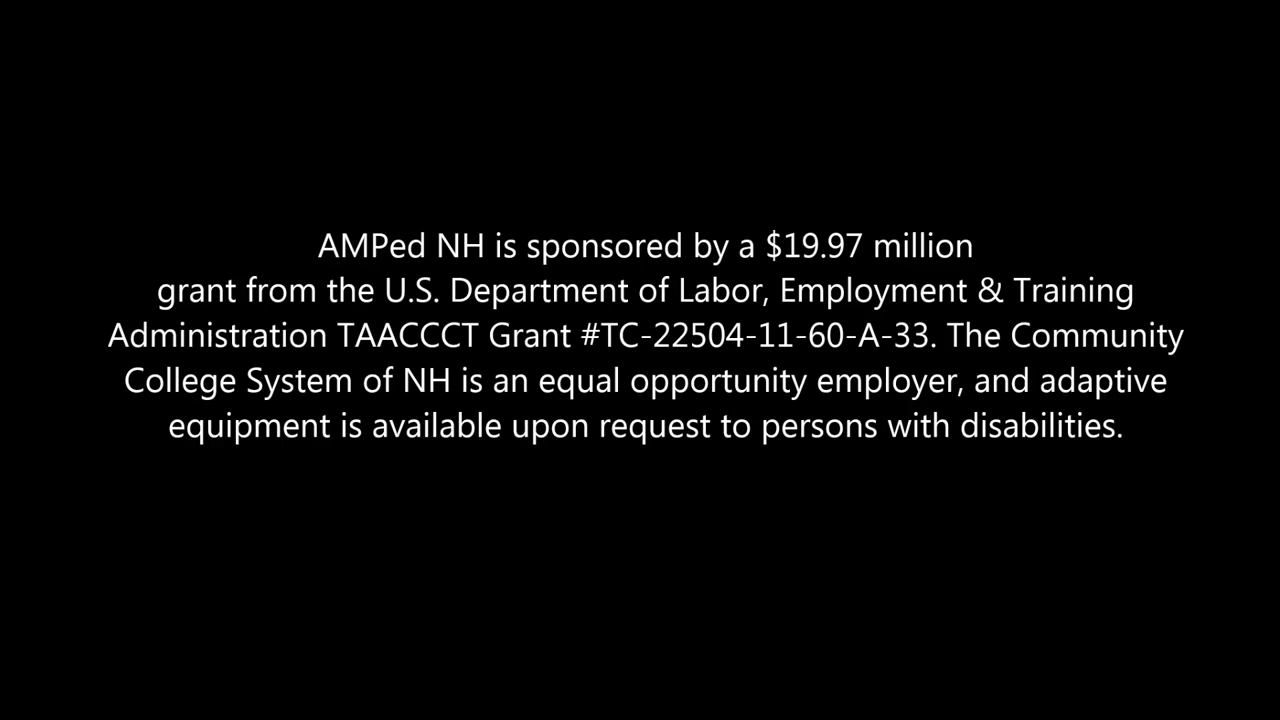 AMPed NH is sponsored by a $19.97 million
grant from the U.S. Department of Labor, Employment & Training
Administration TAACCCT Grant #TC-22504-11-60-A-33. The Community
College System of NH is an equal opportunity employer, and adaptive
equipment is available upon request to persons with disabilities.